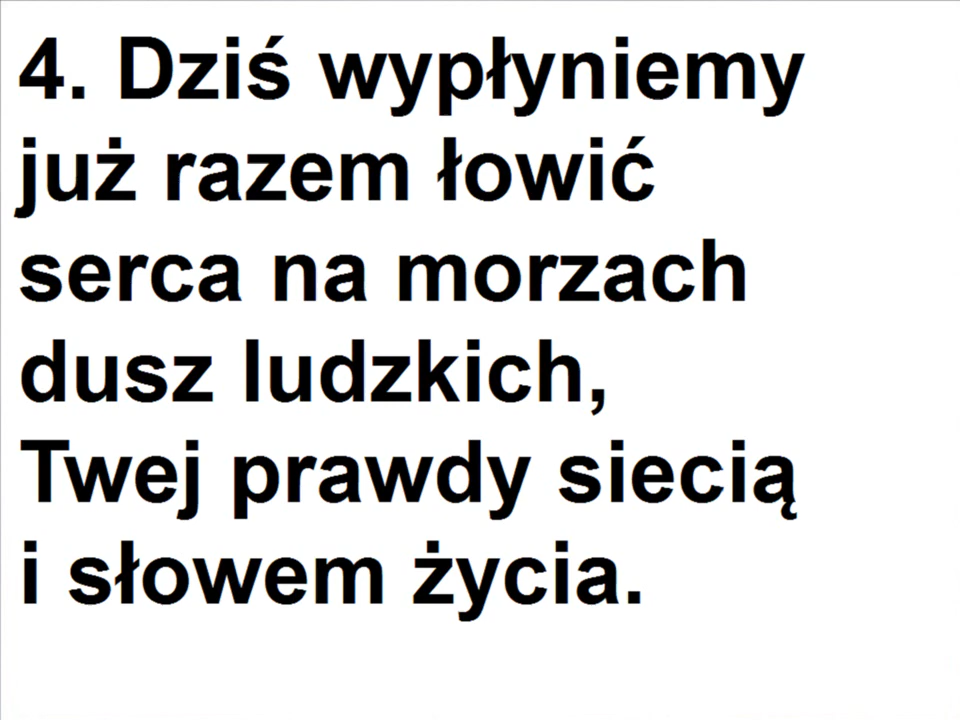 4. Dziś wypłyniemy
już razem łowić
serca na morzach
dusz ludzkich,
Twej prawdy siecią
i słowem życia.